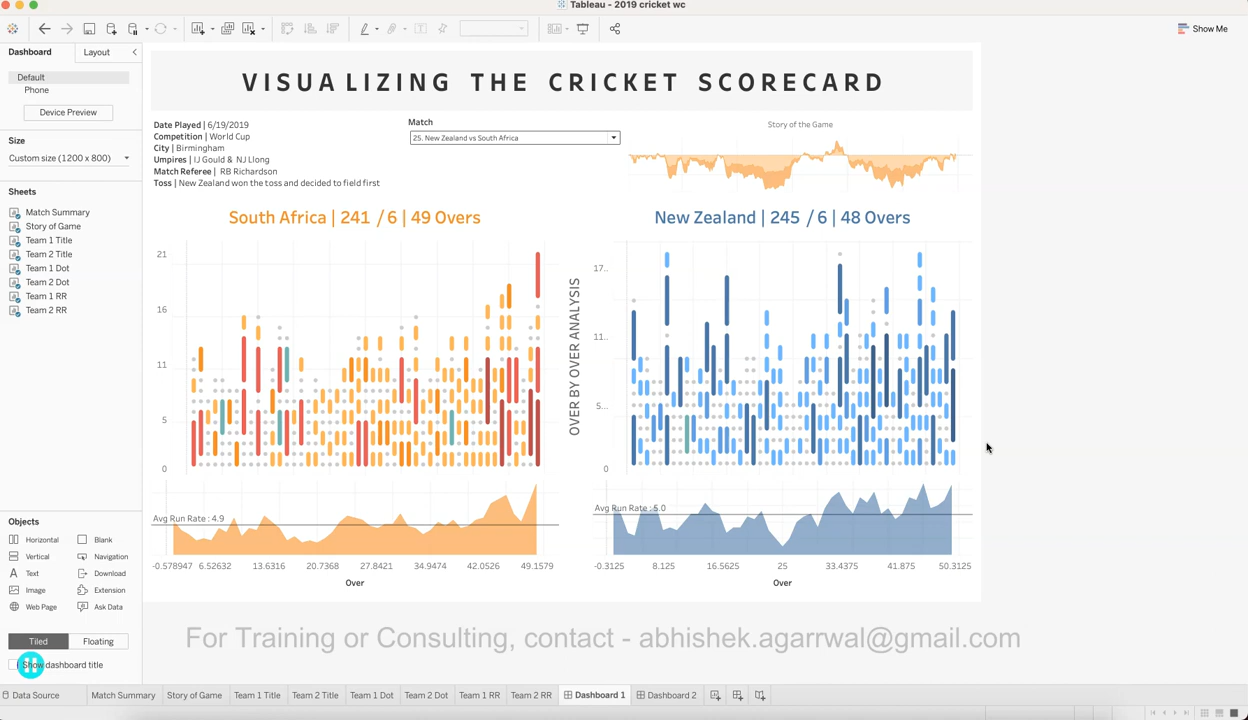 Tableau - 2019 cricket wc
Show Me
Dashboard
Layout
Default
Phone
Device Preview
Size
Custom size (1200 x 800)
Sheets
Match Summary
Story of Game
Team 1 Title
Team 2 Title
Team 1 Dot
Team 2 Dot
Team 1 RR
Team 2 RR
Objects
Horizontal
Blank
Vertical
Navigation
Text
Download
Image
Extension
Web Page
Ask Data
Tiled
Floating
Show dashboard title
VISUALIZING THE CRICKET SCORECARD
Date Played | 6/19/2019
Competition | World Cup
City | Birmingham
Umpires | IJ Gould & NJ Llong
Match Referee | RB Richardson
Toss | New Zealand won the toss and decided to field first
Match
25. New Zealand vs South Africa
Story of the Game
South Africa | 241 / 6 | 49 Overs
New Zealand | 245 / 6 | 48 Overs
21
16
11
5
0
OVER BY OVER ANALYSIS
17..
11..
5...
0
Avg Run Rate : 4.9
-0.578947 6.52632 13.6316 20.7368 27.8421 34.9474 42.0526 49.1579
Over
Avg Run Rate : 5.0
-0.3125 8.125 16.5625 25 33.4375 41.875 50.3125
Over
For Training or Consulting, contact - abhishek.agarrwal@gmail.com
Data Source
Match Summary
Story of Game
Team 1 Title
Team 2 Title
Team 1 Dot
Team 2 Dot
Team 1 RR
Team 2 RR
Dashboard 1
Dashboard 2